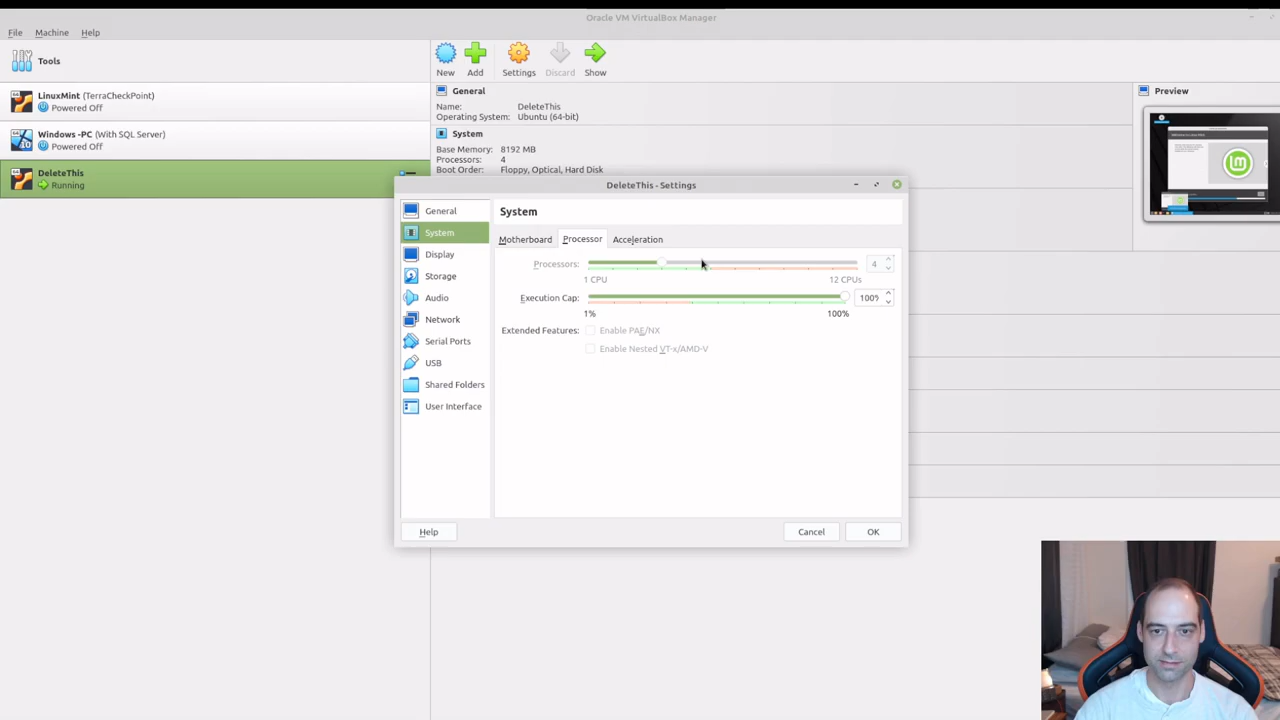 Oracle VM VirtualBox Manager
File Machine Help
Tools
New Add Settings Discard Show
LinuxMint (TerraCheckPoint)
Powered Off
Windows -PC (With SQL Server)
Powered Off
DeleteThis
Running
General
Name: DeleteThis
Operating System: Ubuntu (64-bit)
System
Base Memory: 8192 MB
Processors: 4
Boot Order: Floppy, Optical, Hard Disk
Preview
DeleteThis - Settings
General
System
Display
Storage
Audio
Network
Serial Ports
USB
Shared Folders
User Interface
System
Motherboard Processor Acceleration
Processors: 4
1 CPU 12 CPUs
Execution Cap: 100%
1% 100%
Extended Features: Enable PAE/NX
Enable Nested VT-x/AMD-V
Help Cancel OK